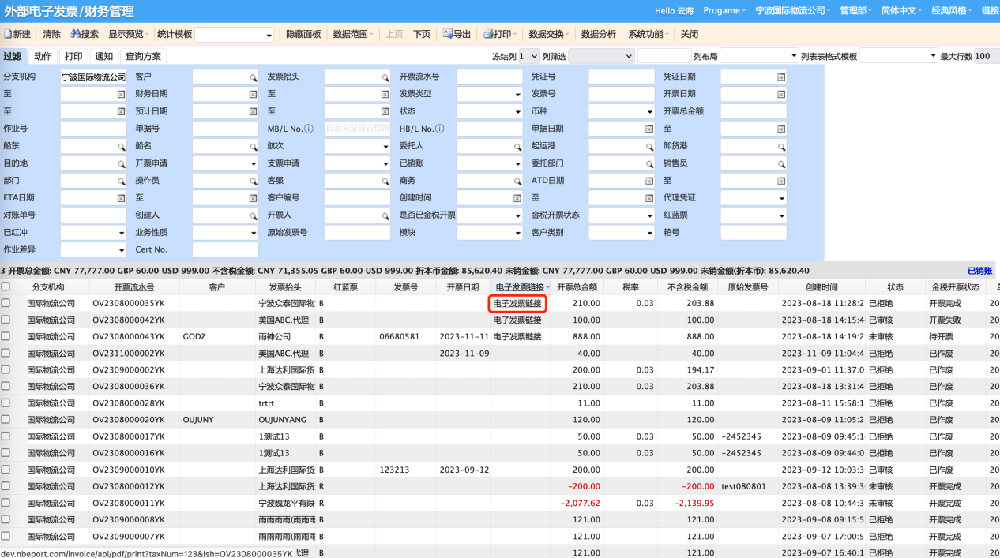 外部电子发票/财务管理 Hello 云海 Progame 宁波国际物流公司 管理部 简体中文 经典风格 链接
新建 清除 搜索 显示预览 统计模板 隐藏面板 数据范围 上页 下页 导出 打印 数据交换 数据分析 系统功能 关闭
过滤 动作 打印 通知 查询方案 冻结列 1 列筛选 列布局 列表表格式模板 最大行数 100
分支机构 宁波国际物流公司 客户 发票抬头 开票流水号 凭证号 凭证日期
至 财务日期 至 发票类型 发票号 开票日期
至 预计日期 至 状态 币种 开票总金额
作业号 单据号 MB/L No. 自定义空白占位符 HB/L No. 单据日期 至
船东 船名 航次 委托人 起运港 卸货港
目的地 开票申请 支票申请 已销账 委托部门 销售员
部门 操作员 客服 商务 ATD日期 至
ETA日期 至 客户编号 创建时间 至 代理凭证
对账单号 创建人 开票人 是否已金税开票 金税开票状态 红蓝票
已红冲 业务性质 原始发票号 模块 客户类别 箱号
作业差异 Cert No.
3 开票总金额: CNY 77,777.00 GBP 60.00 USD 999.00 不含税金额: CNY 71,355.05 GBP 60.00 USD 999.00 折本币金额: 85,620.40 未销金额: CNY 77,777.00 GBP 60.00 USD 999.00 未销金额(折本币): 85,620.40 已销账
分支机构 开票流水号 客户 发票抬头 红蓝票 发票号 开票日期 电子发票链接 开票总金额 税率 不含税金额 原始发票号 创建时间 状态 金税开票状态
国际物流公司 OV2308000035YK 宁波众泰国际物 B 电子发票链接 210.00 0.03 203.88 2023-08-18 11:28:2 已拒绝 开票完成 20
国际物流公司 OV2308000042YK 美国ABC.代理 B 电子发票链接 100.00 100.00 2023-08-18 14:15:4 已审核 开票失败 20
国际物流公司 OV2308000043YK GODZ 雨神公司 B 06680581 2023-11-11 电子发票链接 888.00 888.00 2023-08-18 14:19:2 未审核 待开票 20
国际物流公司 OV2311000002YK 美国ABC.代理 B 2023-11-09 40.00 40.00 2023-11-09 11:04:4 已拒绝 已作废 20
国际物流公司 OV2309000002YK 上海达利国际货 B 200.00 0.03 194.17 2023-09-01 11:37:0 已拒绝 已作废 20
国际物流公司 OV2308000036YK 宁波众泰国际物 B 210.00 0.03 203.88 2023-08-18 13:31:4 已拒绝 已作废 20
国际物流公司 OV2308000028YK trtrt B 11.00 11.00 2023-08-11 15:58:1 已拒绝 已作废 20
国际物流公司 OV2308000020YK OUJUNY OUJUNYANG B 120.00 120.00 2023-08-09 11:05:2 已拒绝 已作废 20
国际物流公司 OV2308000017YK 1测试13 B 50.00 0.03 50.00 -2452345 2023-08-09 09:45:1 已拒绝 已作废 20
国际物流公司 OV2308000016YK 1测试13 B 50.00 0.03 50.00 -2452345 2023-08-09 09:44:0 已拒绝 已作废 20
国际物流公司 OV2309000010YK 上海达利国际货 B 123213 2023-09-12 200.00 200.00 2023-09-12 10:03:3 已审核 已作废 20
国际物流公司 OV2308000012YK 上海达利国际货 R -200.00 -200.00 test080801 2023-08-08 13:39:3 未审核 开票完成 20
国际物流公司 OV2308000011YK 宁波魏龙平有限 R -2,077.62 0.03 -2,139.95 2023-08-08 10:44:3 未审核 开票完成 20
国际物流公司 OV2309000008YK 雨雨雨雨(雨雨雨 B 121.00 121.00 2023-09-08 09:15:5 已拒绝 开票完成 20
国际物流公司 OV2309000007YK 雨雨雨雨(雨雨雨 B 121.00 121.00 2023-09-07 17:00:5 已拒绝 开票完成 20
dev.nbeport.com/invoice/api/pdf/print?taxNum=123&lsh=OV2308000035YK 代理 B 121.00 121.00 2023-09-07 16:40:1 已拒绝 开票完成 20